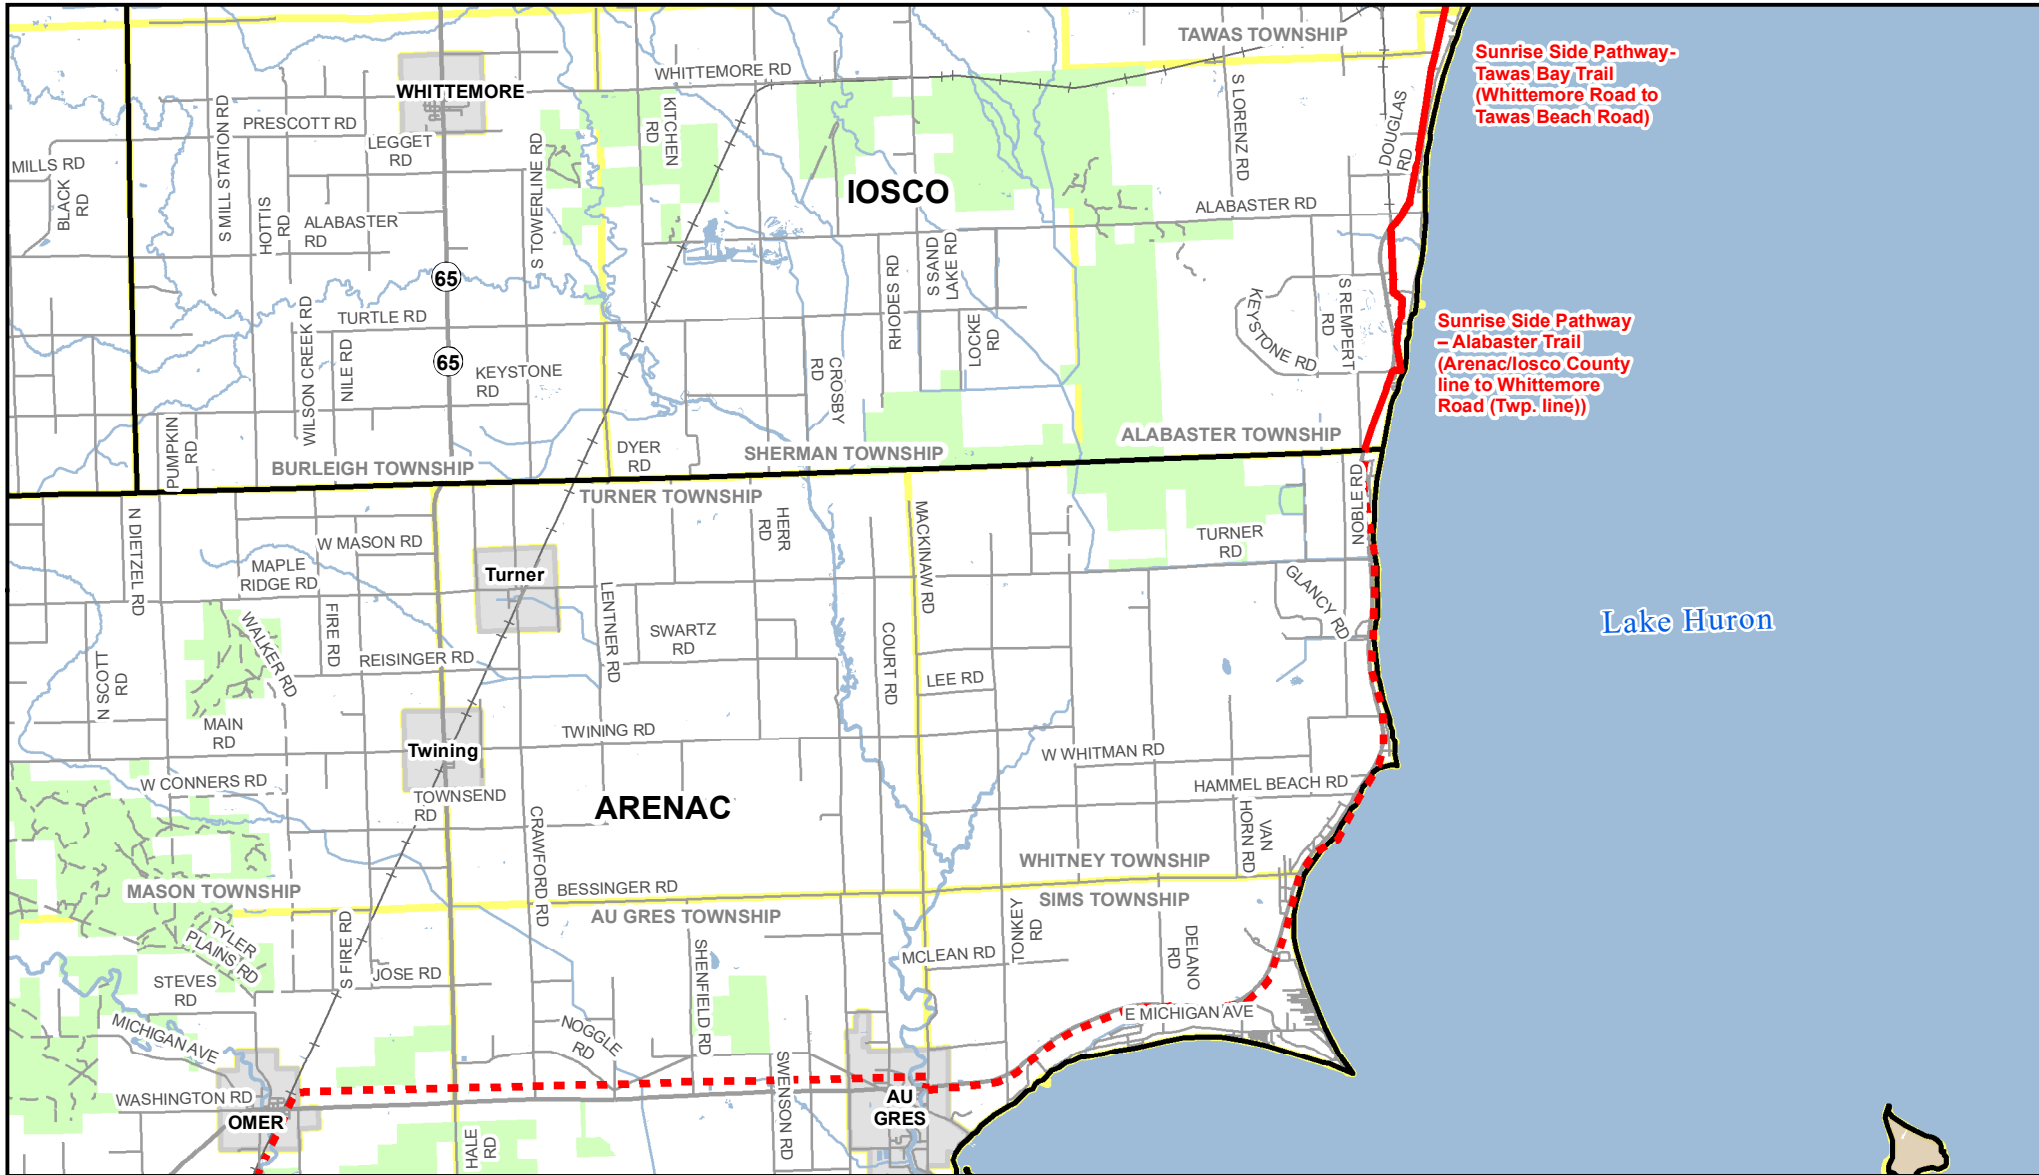 TAWAS TOWNSHIP
Sunrise Side Pathway-
Tawas Bay Trail
(Whittemore Road to
Tawas Beach Road)
WHITTEMORE RD
WHITTEMORE
S MILL STATION RD
PRESCOTT RD
LEGGET
RD
KITCHEN
RD
S LORENZ RD
DOUGLAS
RD
MILLS RD
BLACK
RD
HOTTIS
RD
ALABASTER
RD
S TOWERLINE RD
IOSCO
ALABASTER RD
65
RHODES RD
S SAND
LAKE RD
KEYSTONE RD
S REMPERT
RD
WILSON CREEK RD
TURTLE RD
NILE RD
65
KEYSTONE
RD
CROSBY
RD
LOCKE
RD
Sunrise Side Pathway
– Alabaster Trail
(Arenac/Iosco County
line to Whittemore
Road (Twp. line))
PUMPKIN
RD
BURLEIGH TOWNSHIP
DYER
RD
SHERMAN TOWNSHIP
ALABASTER TOWNSHIP
TURNER TOWNSHIP
N DIETZEL RD
W MASON RD
HERR
RD
MACKINAW RD
TURNER
RD
NOBLE RD
MAPLE
RIDGE RD
Turner
GLANCY RD
WALKER RD
FIRE RD
LENTNER RD
SWARTZ
RD
COURT RD
Lake Huron
N SCOTT
RD
REISINGER RD
LEE RD
MAIN
RD
Twining
TWINING RD
W WHITMAN RD
W CONNERS RD
TOWNSEND
RD
HAMMEL BEACH RD
CRAWFORD RD
ARENAC
VAN
HORN RD
WHITNEY TOWNSHIP
MASON TOWNSHIP
BESSINGER RD
AU GRES TOWNSHIP
SIMS TOWNSHIP
TYLER
PLAINS RD
S FIRE RD
SHENFIELD RD
TONKEY
RD
DELANO
RD
STEVES
RD
JOSE RD
MCLEAN RD
MICHIGAN AVE
NOGGLE
RD
E MICHIGAN AVE
WASHINGTON RD
OMER
HALE
RD
SWENSON RD
AU
GRES